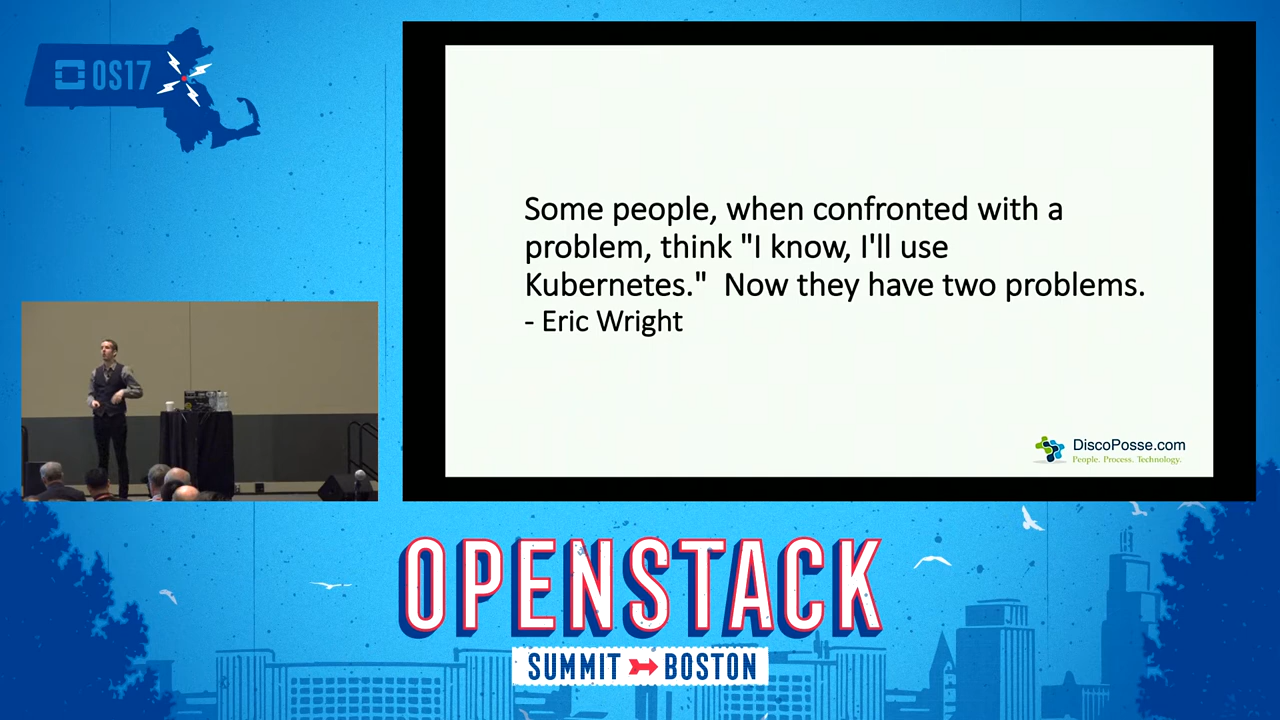 OS17
Some people, when confronted with a
problem, think "I know, I'll use
Kubernetes."  Now they have two problems.
- Eric Wright
DiscoPosse.com
People. Process. Technology.
OPENSTACK
SUMMIT BOSTON